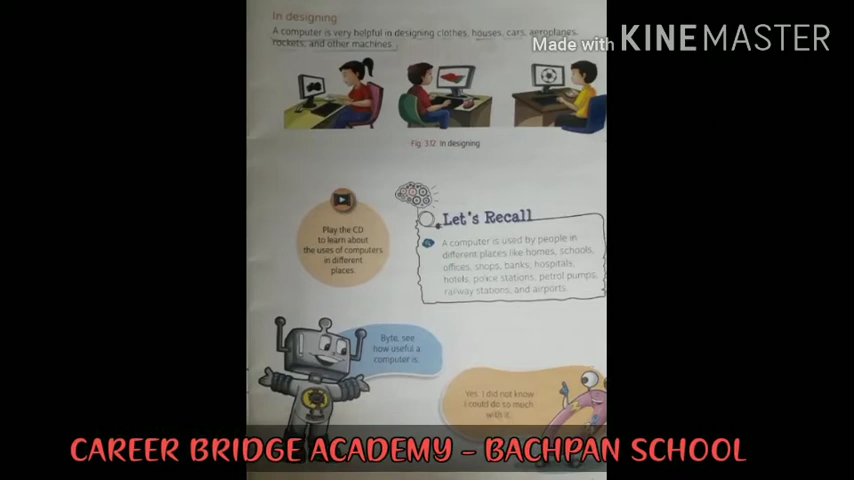 In designing
A computer is very helpful in designing clothes, houses, cars, aeroplanes,
rockets, and other machines.
Made with KINEMASTER
Fig. 3.12 In designing
Play the CD
to learn about
the uses of computers
in different
places.
Let's Recall
A computer is used by people in
different places like homes, schools,
offices, shops, banks, hospitals,
hotels, police stations, petrol pumps,
railway stations, and airports.
Byte, see
how useful a
computer is.
Yes. I did not know
I could do so much
with it.
CAREER BRIDGE ACADEMY - BACHPAN SCHOOL